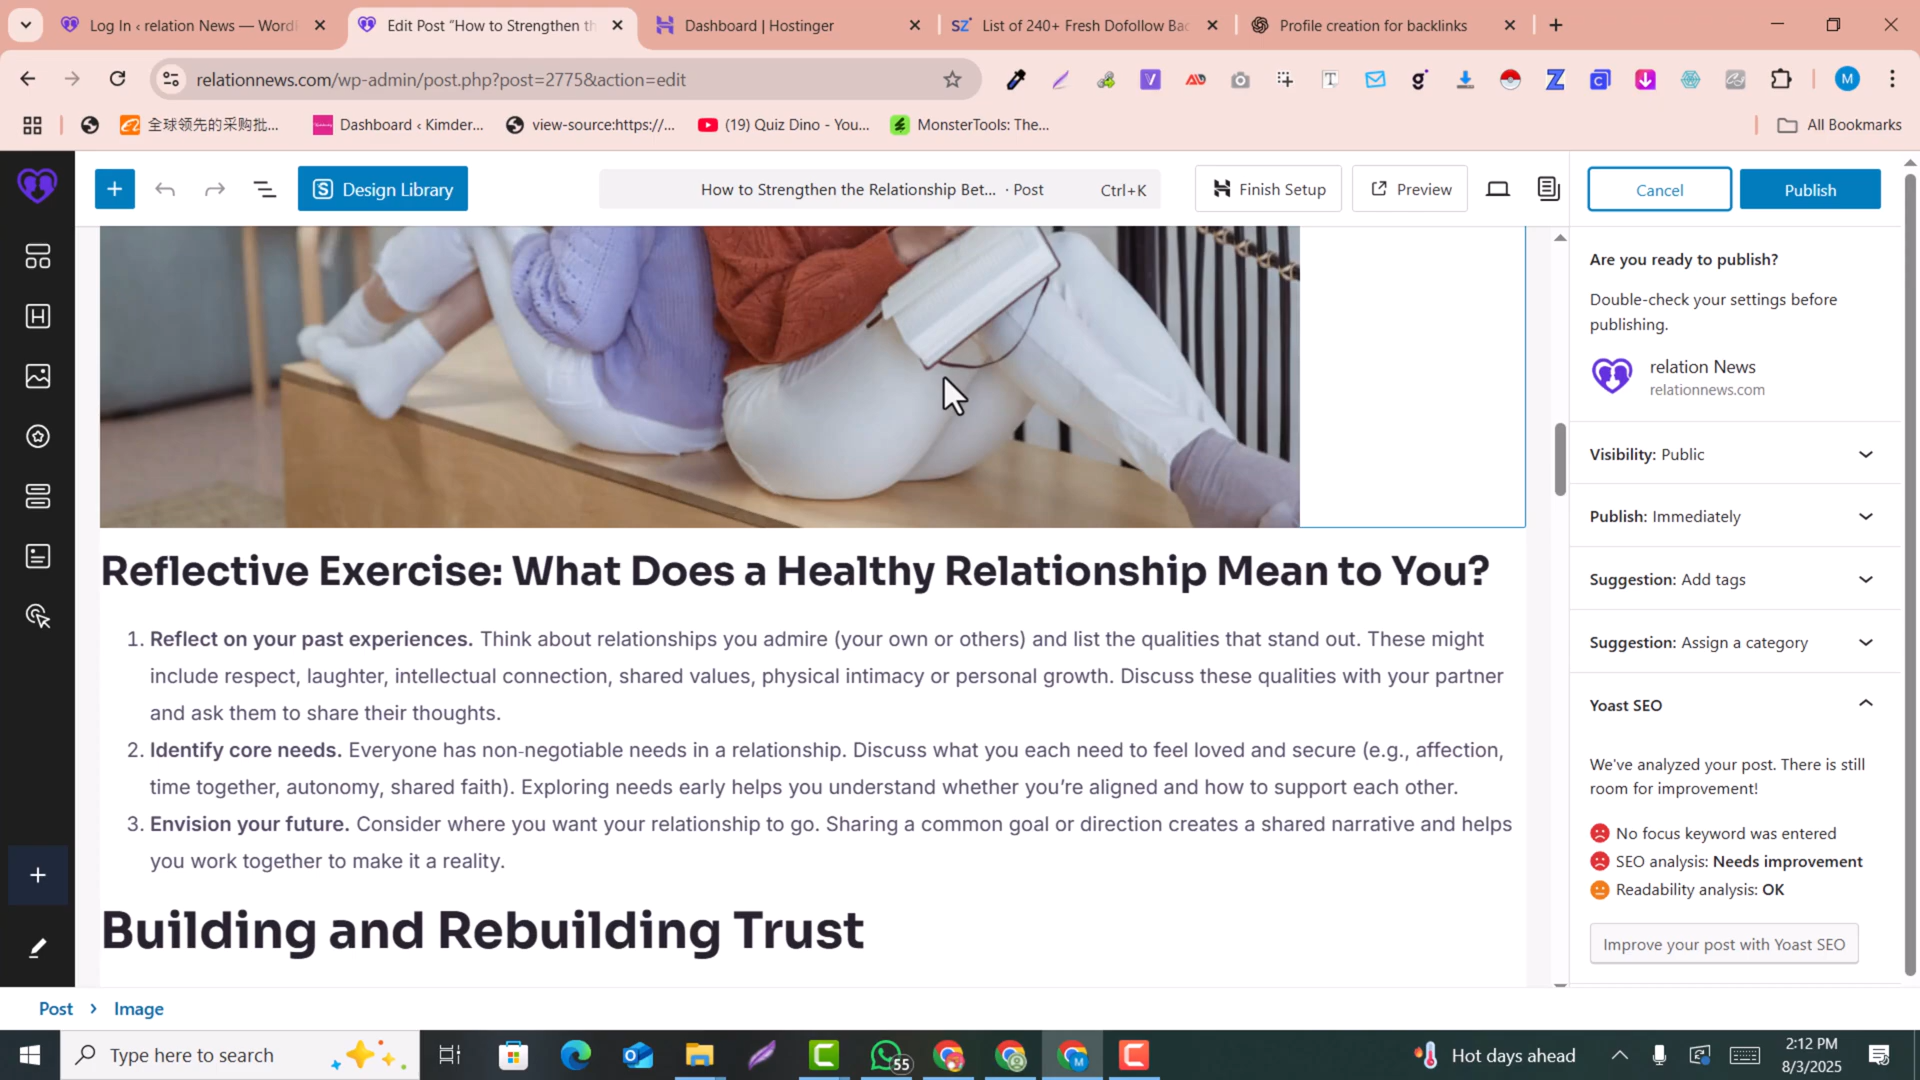 Log In ‹ relation News — Word
Edit Post “How to Strengthen th
Dashboard | Hostinger
List of 240+ Fresh Dofollow Bac
Profile creation for backlinks
relationnews.com/wp-admin/post.php?post=2775&action=edit
M
全球领先的采购批...
Dashboard ‹ Kimder...
view-source:https://...
(19) Quiz Dino - You...
MonsterTools: The...
All Bookmarks
Design Library
How to Strengthen the Relationship Bet... · Post Ctrl+K
Finish Setup
Preview
Cancel
Publish
Are you ready to publish?
Double-check your settings before
publishing.
relation News
relationnews.com
Visibility: Public
Publish: Immediately
Suggestion: Add tags
Suggestion: Assign a category
Yoast SEO
We've analyzed your post. There is still
room for improvement!
No focus keyword was entered
SEO analysis: Needs improvement
Readability analysis: OK
Improve your post with Yoast SEO
Reflective Exercise: What Does a Healthy Relationship Mean to You?
1. Reflect on your past experiences. Think about relationships you admire (your own or others) and list the qualities that stand out. These might
include respect, laughter, intellectual connection, shared values, physical intimacy or personal growth. Discuss these qualities with your partner
and ask them to share their thoughts.
2. Identify core needs. Everyone has non-negotiable needs in a relationship. Discuss what you each need to feel loved and secure (e.g., affection,
time together, autonomy, shared faith). Exploring needs early helps you understand whether you’re aligned and how to support each other.
3. Envision your future. Consider where you want your relationship to go. Sharing a common goal or direction creates a shared narrative and helps
you work together to make it a reality.
Building and Rebuilding Trust
Post › Image
Type here to search
55
Hot days ahead
2:12 PM
8/3/2025